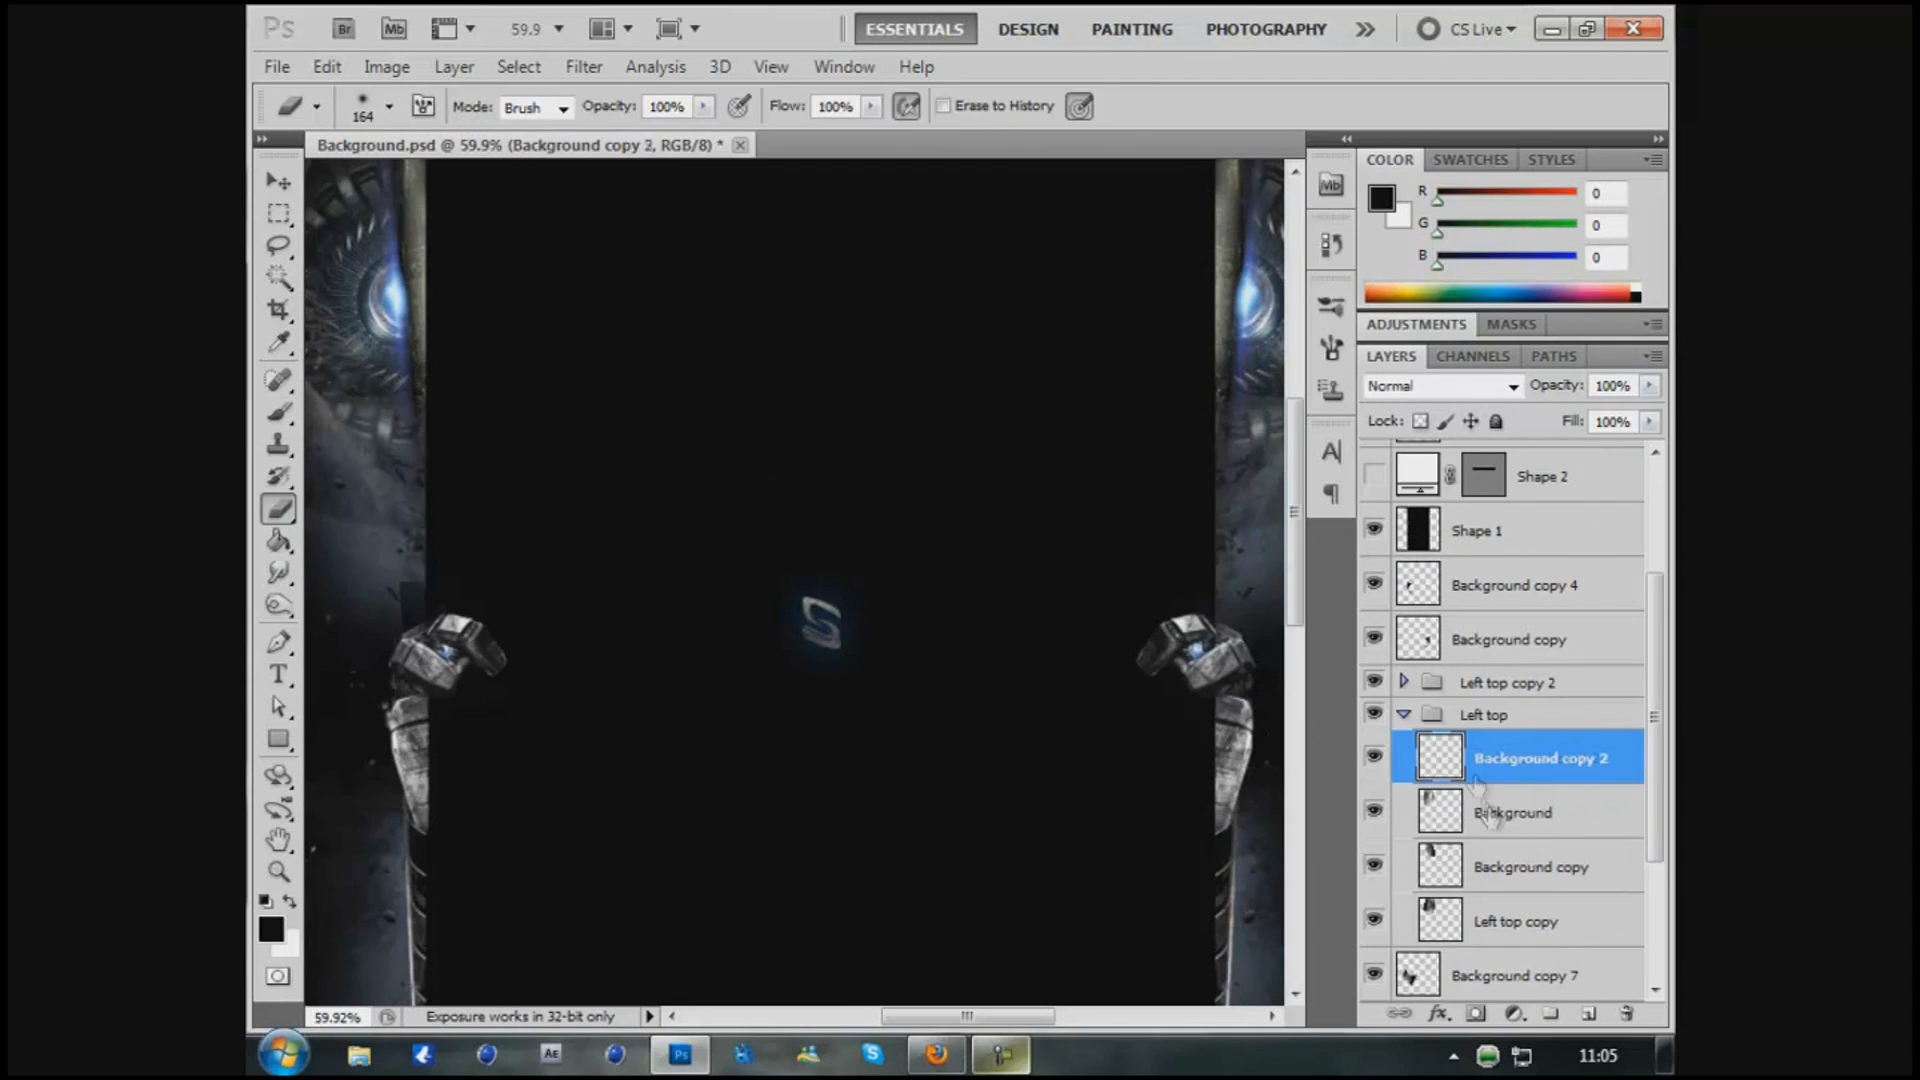 Ps Br Mb 59.9 ESSENTIALS DESIGN PAINTING PHOTOGRAPHY CS Live
File Edit Image Layer Select Filter Analysis 3D View Window Help
164 Mode: Brush Opacity: 100% Flow: 100% Erase to History
Background.psd @ 59.9% (Background copy 2, RGB/8) *
COLOR SWATCHES STYLES
Mb
R 0
G 0
B 0
ADJUSTMENTS MASKS
LAYERS CHANNELS PATHS
Normal Opacity: 100%
Lock: Fill: 100%
Shape 2
Shape 1
Background copy 4
Background copy
Left top copy 2
Left top
Background copy 2
Background
Background copy
Left top copy
Background copy 7
S
T
A
fx
59.92% Exposure works in 32-bit only
AE Ps S 11:05